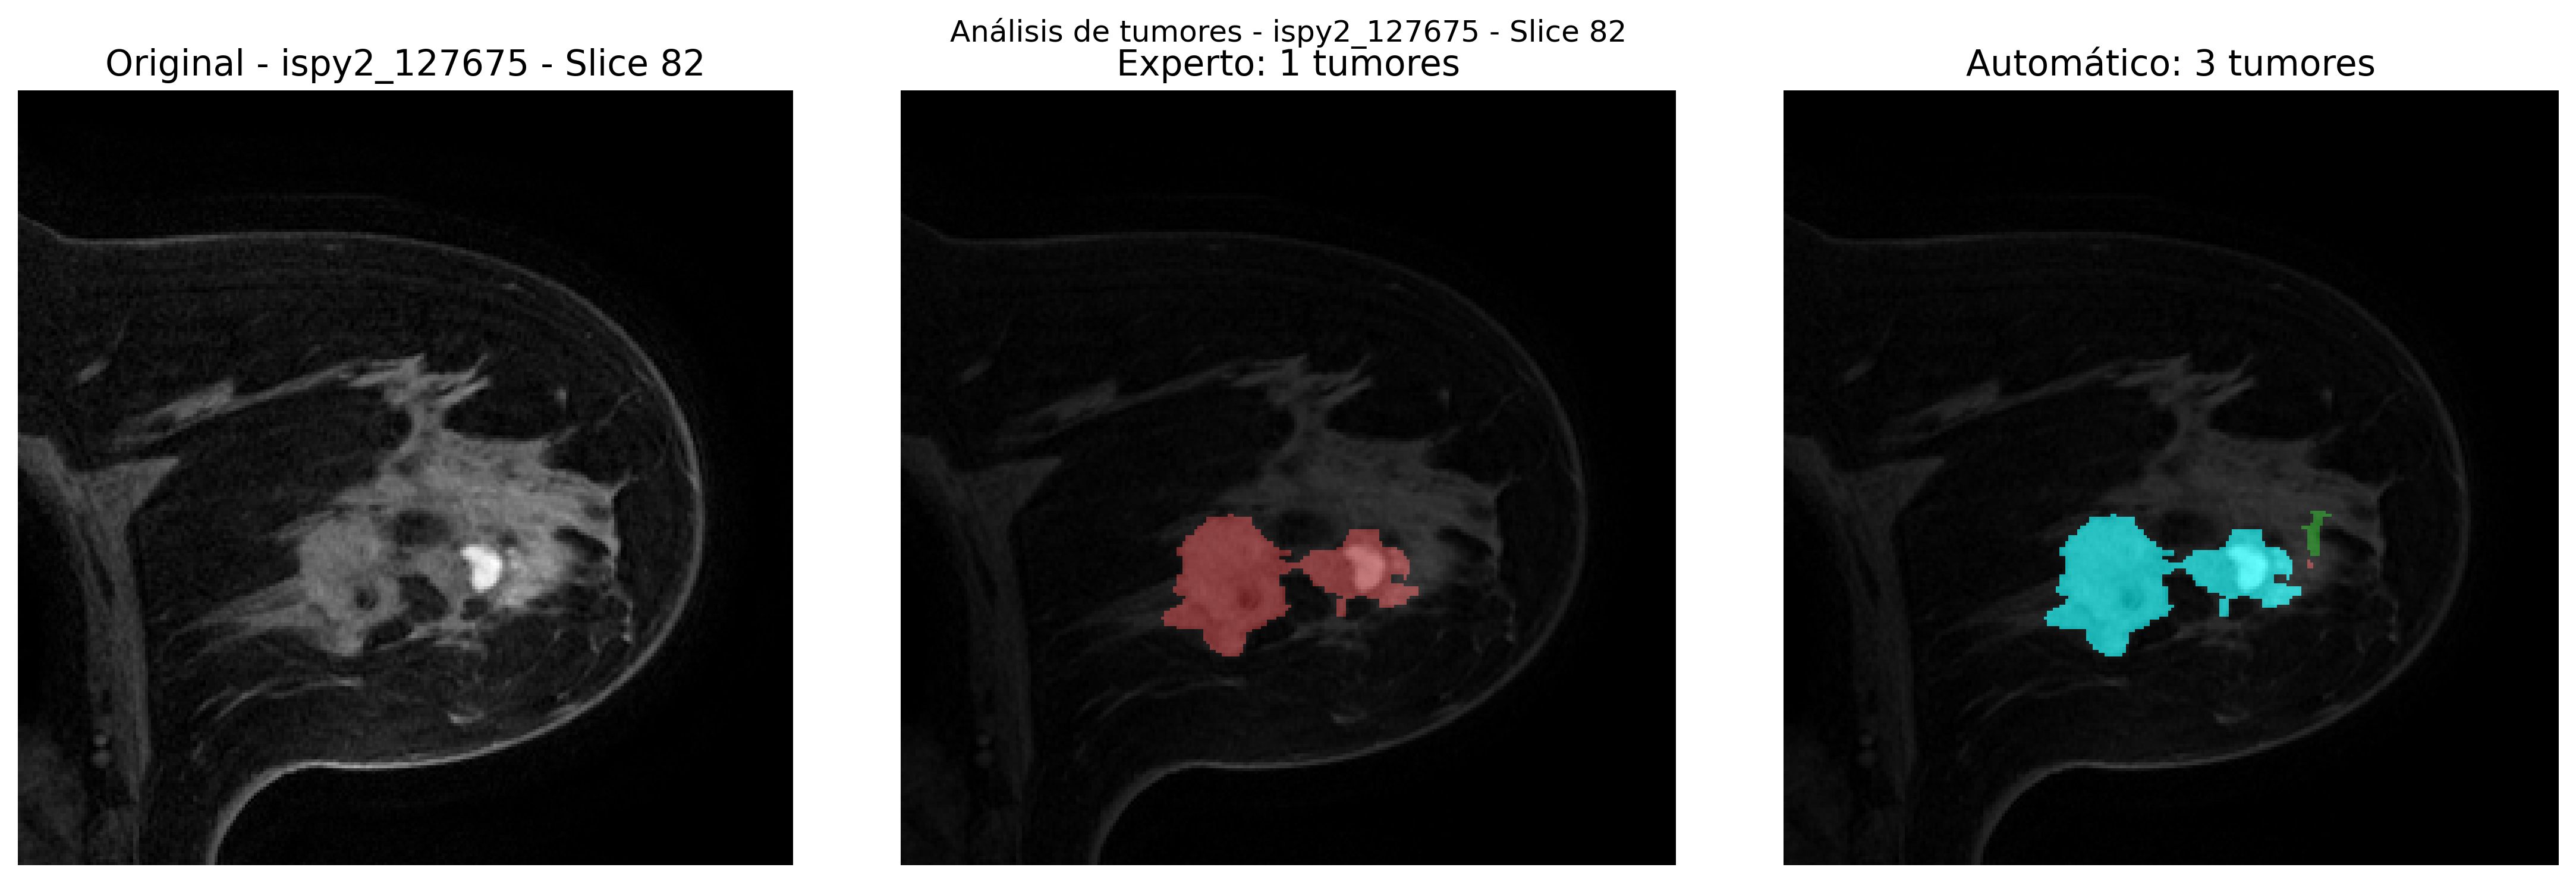 Análisis de tumores - ispy2_127675 - Slice 82
Original - ispy2_127675 - Slice 82
Experto: 1 tumores
Automático: 3 tumores